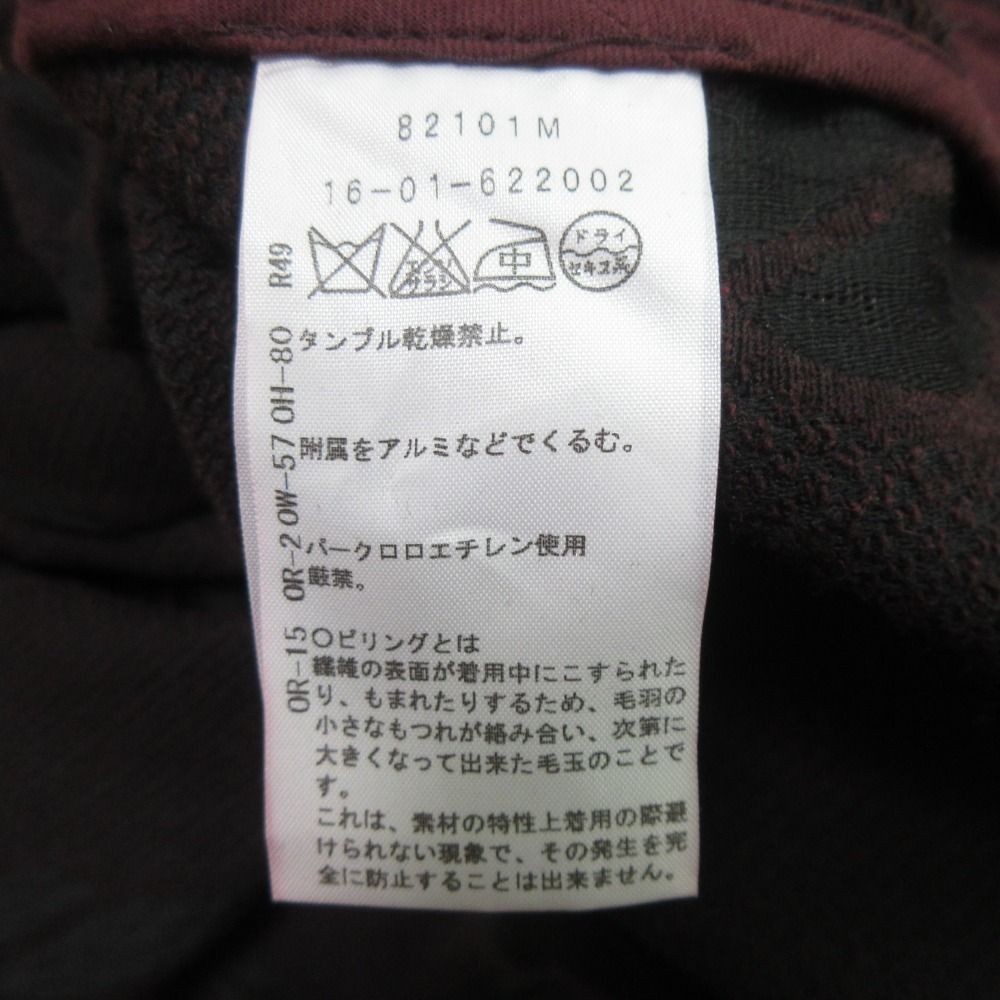 82101M
16-01-622002
エンソ
サラシ
中
ドライ
セキユ系
タンブル乾燥禁止。
附属をアルミなどでくるむ。
パークロロエチレン使用
厳禁。
〇ピリングとは
繊維の表面が着用中にこすられた
り、もまれたりするため、毛羽の
小さなもつれが絡み合い、次第に
大きくなって出来た毛玉のことで
す。
これは、素材の特性上着用の際避
けられない現象で、その発生を完
全に防止することは出来ません。
OR-15 OR-2 OW-57 OH-80 R49